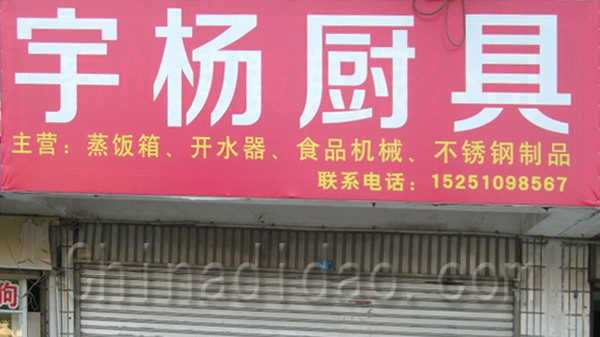 宇杨厨具
主营：蒸饭箱、开水器、食品机械、不锈钢制品
联系电话：15251098567
Chinadidao.com
狗